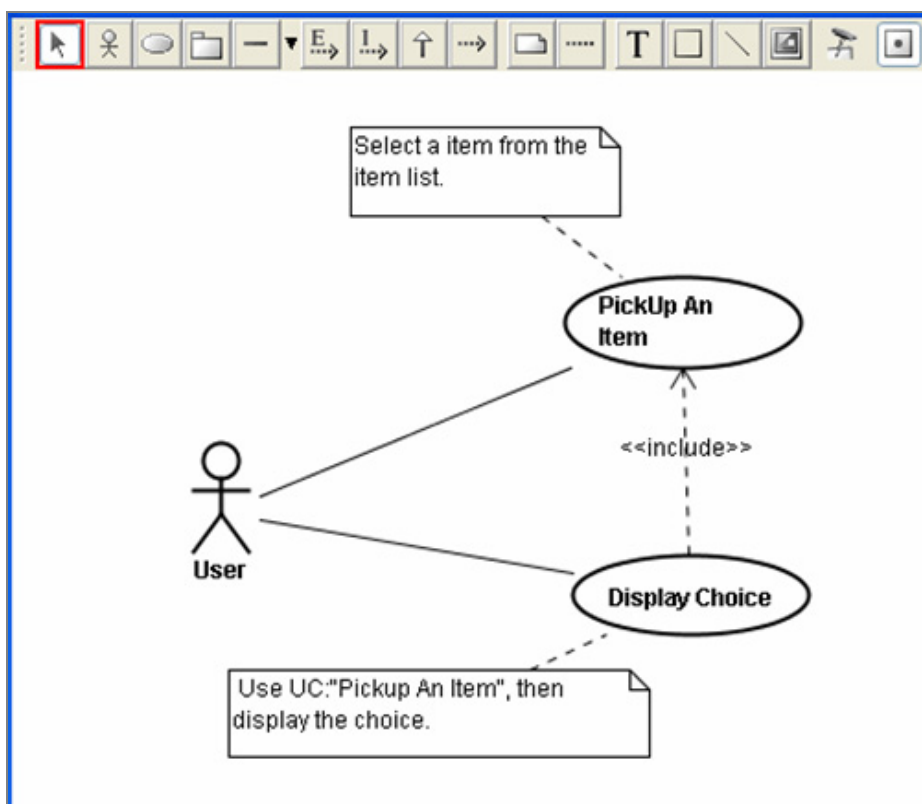 E
I
T
Select a item from the
item list.
PickUp An
Item
<<include>>
User
Display Choice
Use UC:"Pickup An Item", then
display the choice.